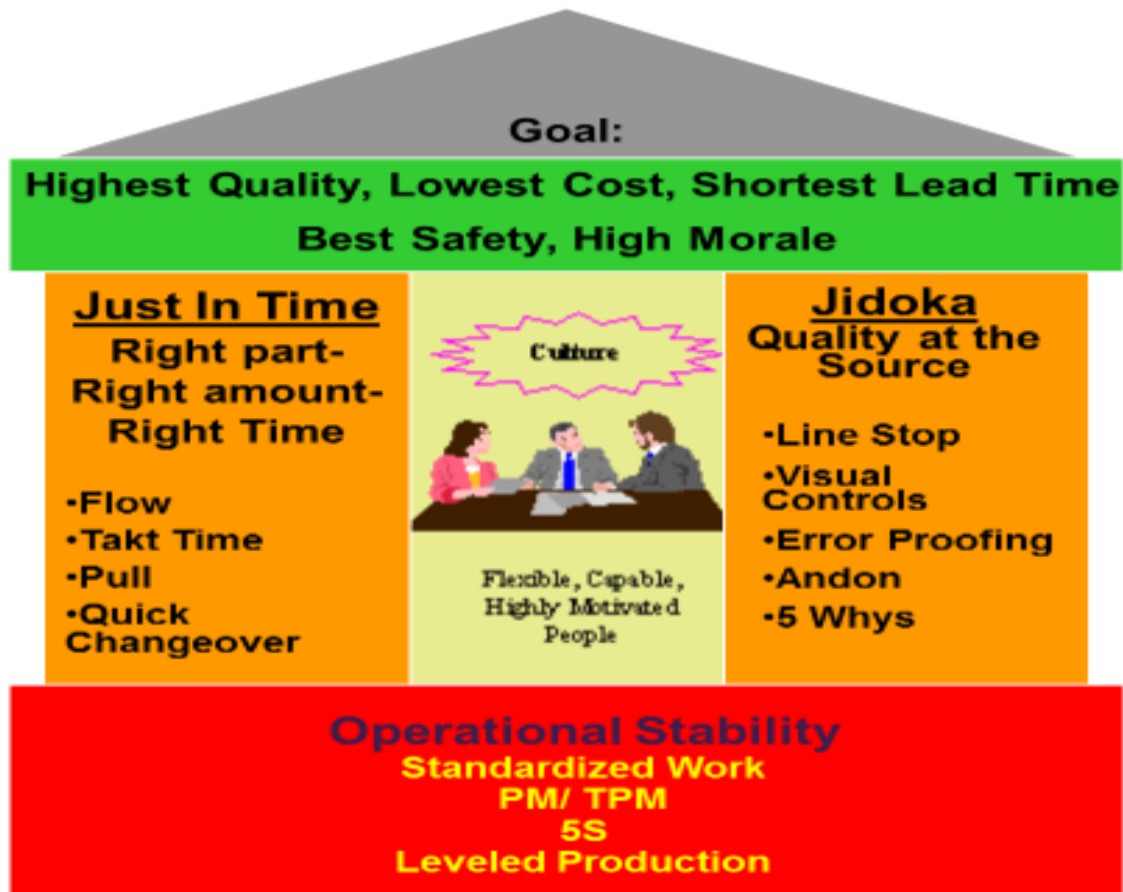 Goal:
Highest Quality, Lowest Cost, Shortest Lead Time
Best Safety, High Morale
Just In Time
Right part-
Right amount-
Right Time
•Flow
•Takt Time
•Pull
•Quick
Changeover
Culture
Flexible, Capable,
Highly Motivated
People
Jidoka
Quality at the
Source
•Line Stop
•Visual
Controls
•Error Proofing
•Andon
•5 Whys
Operational Stability
Standardized Work
PM/ TPM
5S
Leveled Production